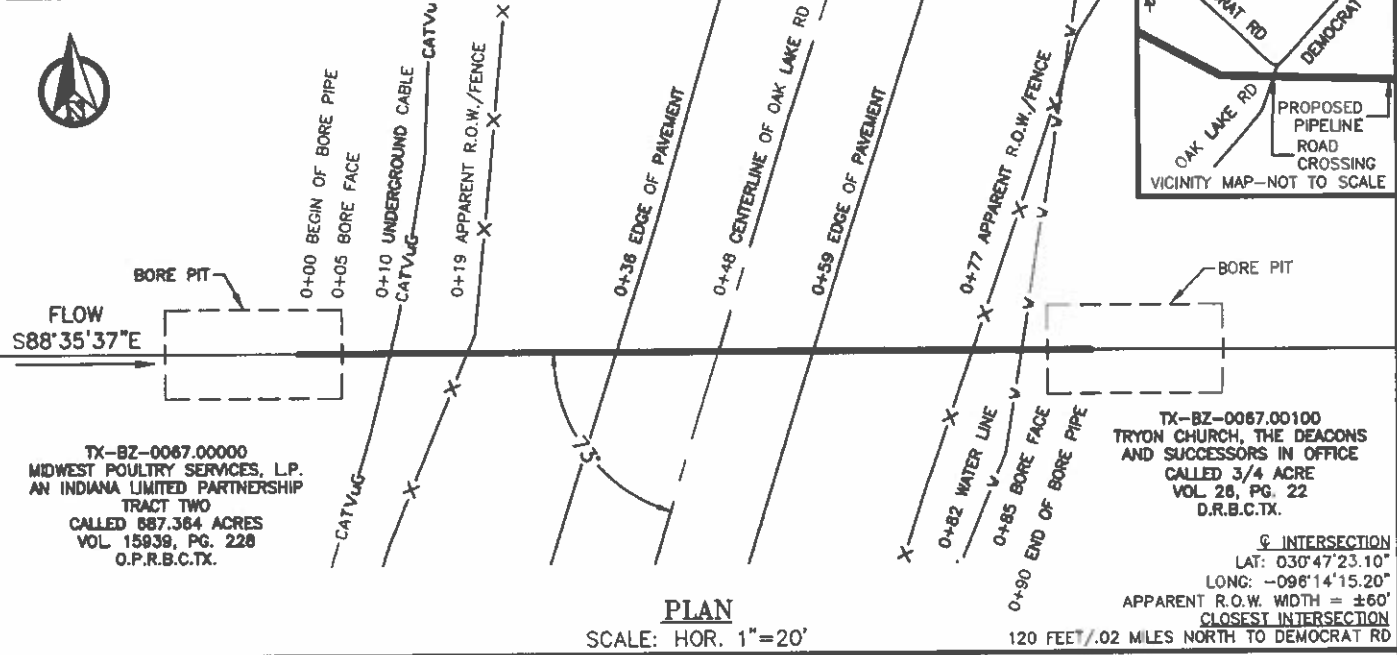 N
0+00 BEGIN OF BORE PIPE
0+05 BORE FACE
0+10 UNDERGROUND CABLE
CATVuG
CATVuG
0+19 APPARENT R.O.W./FENCE
0+36 EDGE OF PAVEMENT
0+48 CENTERLINE OF OAK LAKE RD
0+59 EDGE OF PAVEMENT
0+77 APPARENT R.O.W./FENCE
RAT RD
DEMOCRAT
OAK LAKE RD
PROPOSED
PIPELINE
ROAD
CROSSING
VICINITY MAP-NOT TO SCALE
BORE PIT
BORE PIT
FLOW
S88°35'37"E
73°
CATVuG
0+82 WATER LINE
0+85 BORE FACE
0+90 END OF BORE PIPE
TX-BZ-0067.00000
MIDWEST POULTRY SERVICES, L.P.
AN INDIANA LIMITED PARTNERSHIP
TRACT TWO
CALLED 687.364 ACRES
VOL 15939, PG. 228
O.P.R.B.C.TX.
TX-BZ-0067.00100
TRYON CHURCH, THE DEACONS
AND SUCCESSORS IN OFFICE
CALLED 3/4 ACRE
VOL 26, PG. 22
D.R.B.C.TX.
℄ INTERSECTION
LAT: 030°47'23.10"
LONG: -096°14'15.20"
APPARENT R.O.W. WIDTH = ±60'
CLOSEST INTERSECTION
120 FEET/.02 MILES NORTH TO DEMOCRAT RD
PLAN
SCALE: HOR. 1"=20'